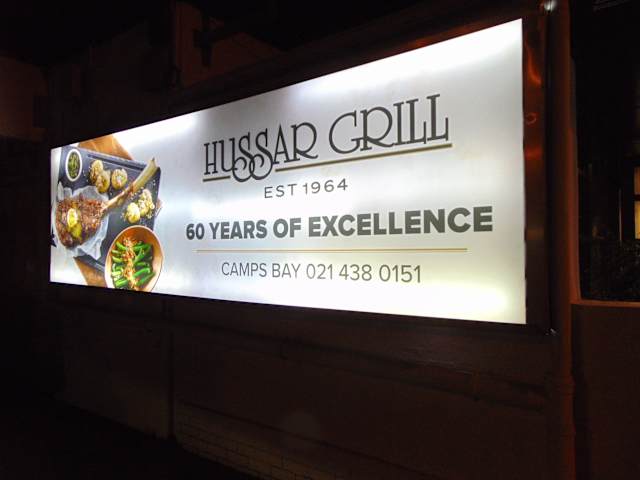 HUSSAR GRILL
EST 1964
60 YEARS OF EXCELLENCE
CAMPS BAY 021 438 0151